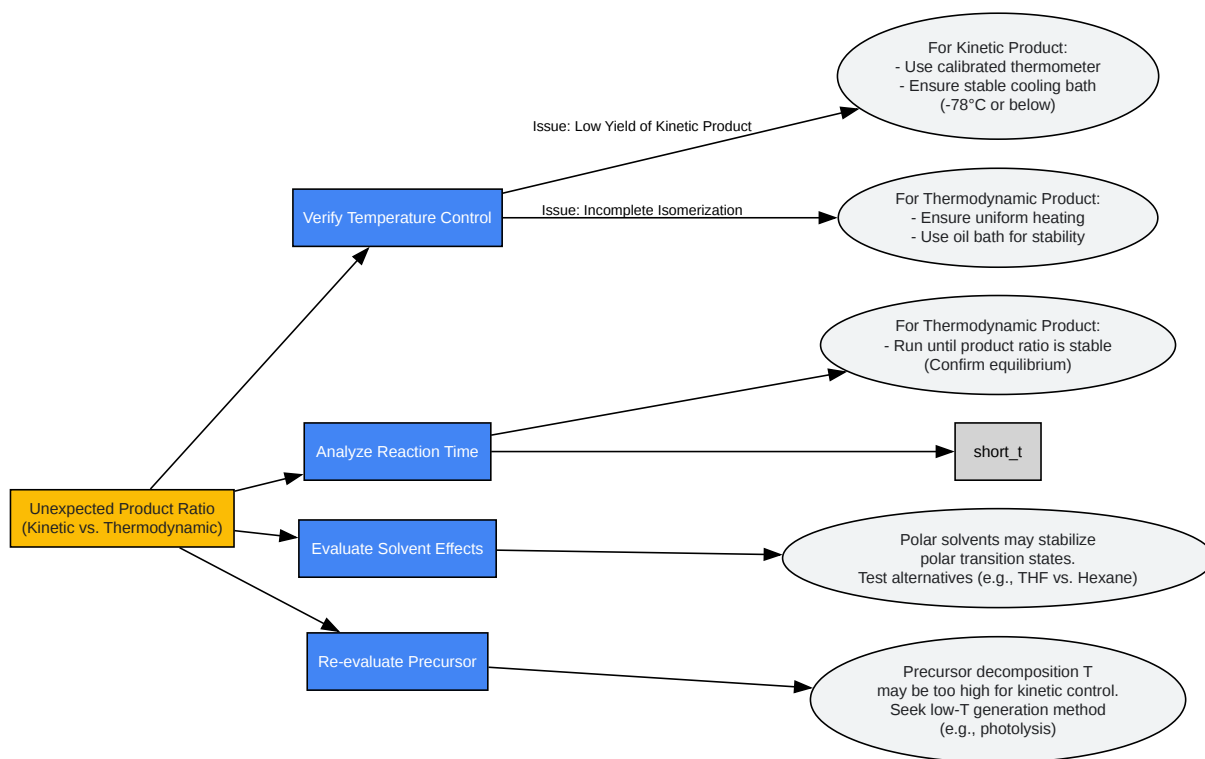 For Kinetic Product:
- Use calibrated thermometer
- Ensure stable cooling bath
(-78°C or below)
Issue: Low Yield of Kinetic Product
Verify Temperature Control
Issue: Incomplete Isomerization
For Thermodynamic Product:
- Ensure uniform heating
- Use oil bath for stability
For Thermodynamic Product:
- Run until product ratio is stable
(Confirm equilibrium)
Analyze Reaction Time
short_t
Unexpected Product Ratio
(Kinetic vs. Thermodynamic)
Evaluate Solvent Effects
Polar solvents may stabilize
polar transition states.
Test alternatives (e.g., THF vs. Hexane)
Re-evaluate Precursor
Precursor decomposition T
may be too high for kinetic control.
Seek low-T generation method
(e.g., photolysis)